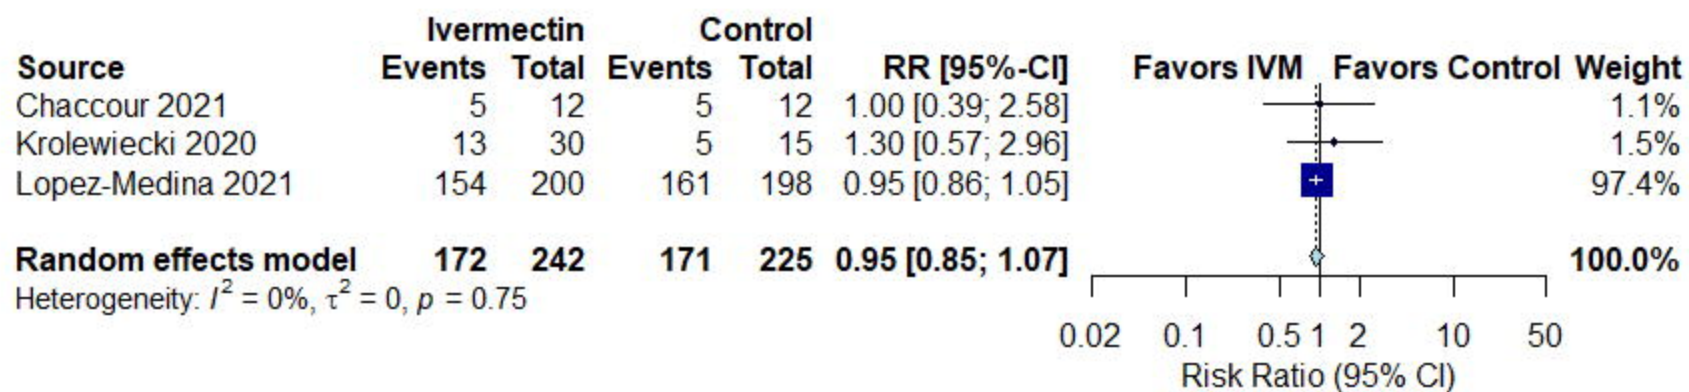 Ivermectin Control
Source Events Total Events Total RR [95%-CI] Favors IVM Favors Control Weight
Chaccour 2021 5 12 5 12 1.00 [0.39; 2.58] 1.1%
Krolewiecki 2020 13 30 5 15 1.30 [0.57; 2.96] 1.5%
Lopez-Medina 2021 154 200 161 198 0.95 [0.86; 1.05] 97.4%
Random effects model 172 242 171 225 0.95 [0.85; 1.07] 100.0%
Heterogeneity: I² = 0%, τ² = 0, p = 0.75
0.02 0.1 0.5 1 2 10 50
Risk Ratio (95% CI)